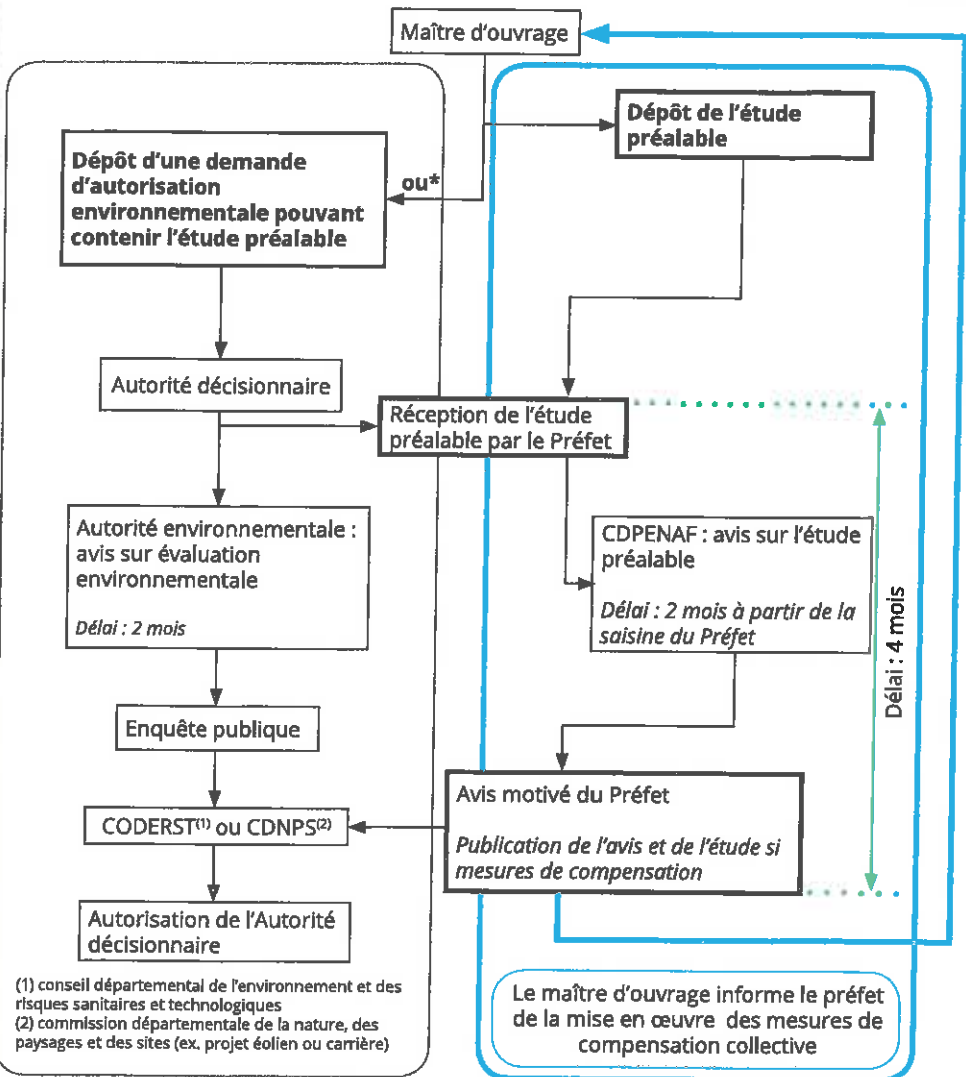 Maître d'ouvrage
Dépôt d'une demande
d'autorisation
environnementale pouvant
contenir l'étude préalable
ou*
Dépôt de l'étude
préalable
Autorité décisionnaire
Réception de l'étude
préalable par le Préfet
Autorité environnementale :
avis sur évaluation
environnementale
Délai : 2 mois
CDPENAF : avis sur l'étude
préalable
Délai : 2 mois à partir de la
saisine du Préfet
Délai : 4 mois
Enquête publique
Avis motivé du Préfet
Publication de l'avis et de l'étude si
mesures de compensation
CODERST(1) ou CDNPS(2)
Autorisation de l'Autorité
décisionnaire
(1) conseil départemental de l'environnement et des
risques sanitaires et technologiques
(2) commission départementale de la nature, des
paysages et des sites (ex. projet éolien ou carrière)
Le maître d'ouvrage informe le préfet
de la mise en œuvre des mesures de
compensation collective